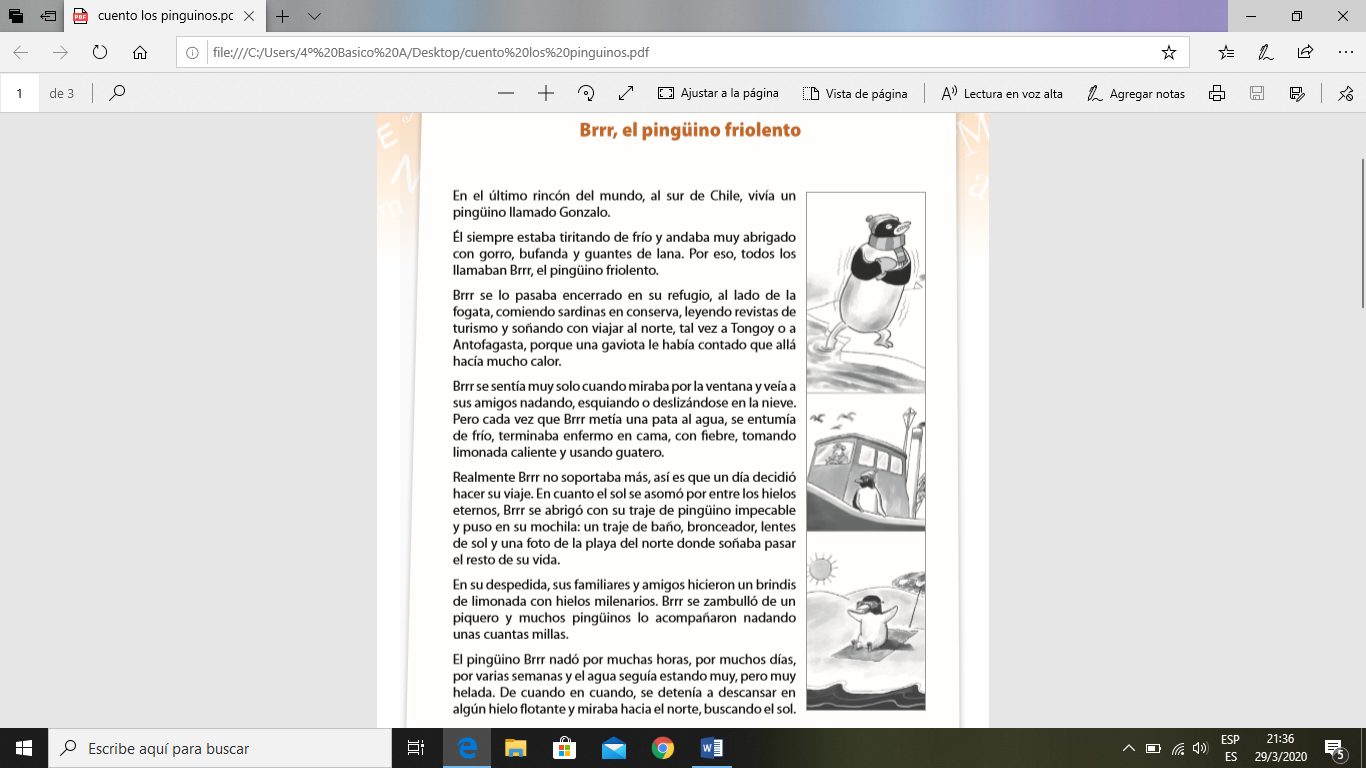 cuento los pinguinos.pc
file:///C:/Users/4º%20Basico%20A/Desktop/cuento%20los%20pinguinos.pdf
1 de 3
Ajustar a la página
Vista de página
Lectura en voz alta
Agregar notas
Brrr, el pingüino friolento
En el último rincón del mundo, al sur de Chile, vivía un
pingüino llamado Gonzalo.
Él siempre estaba tiritando de frío y andaba muy abrigado
con gorro, bufanda y guantes de lana. Por eso, todos los
llamaban Brrr, el pingüino friolento.
Brrr se lo pasaba encerrado en su refugio, al lado de la
fogata, comiendo sardinas en conserva, leyendo revistas de
turismo y soñando con viajar al norte, tal vez a Tongoy o a
Antofagasta, porque una gaviota le había contado que allá
hacía mucho calor.
Brrr se sentía muy solo cuando miraba por la ventana y veía a
sus amigos nadando, esquiando o deslizándose en la nieve.
Pero cada vez que Brrr metía una pata al agua, se entumía
de frío, terminaba enfermo en cama, con fiebre, tomando
limonada caliente y usando guatero.
Realmente Brrr no soportaba más, así es que un día decidió
hacer su viaje. En cuanto el sol se asomó por entre los hielos
eternos, Brrr se abrigó con su traje de pingüino impecable
y puso en su mochila: un traje de baño, bronceador, lentes
de sol y una foto de la playa del norte donde soñaba pasar
el resto de su vida.
En su despedida, sus familiares y amigos hicieron un brindis
de limonada con hielos milenarios. Brrr se zambulló de un
piquero y muchos pingüinos lo acompañaron nadando
unas cuantas millas.
El pingüino Brrr nadó por muchas horas, por muchos días,
por varias semanas y el agua seguía estando muy, pero muy
helada. De cuando en cuando, se detenía a descansar en
algún hielo flotante y miraba hacia el norte, buscando el sol.
Escribe aquí para buscar
ESP
ES
21:36
29/3/2020
5